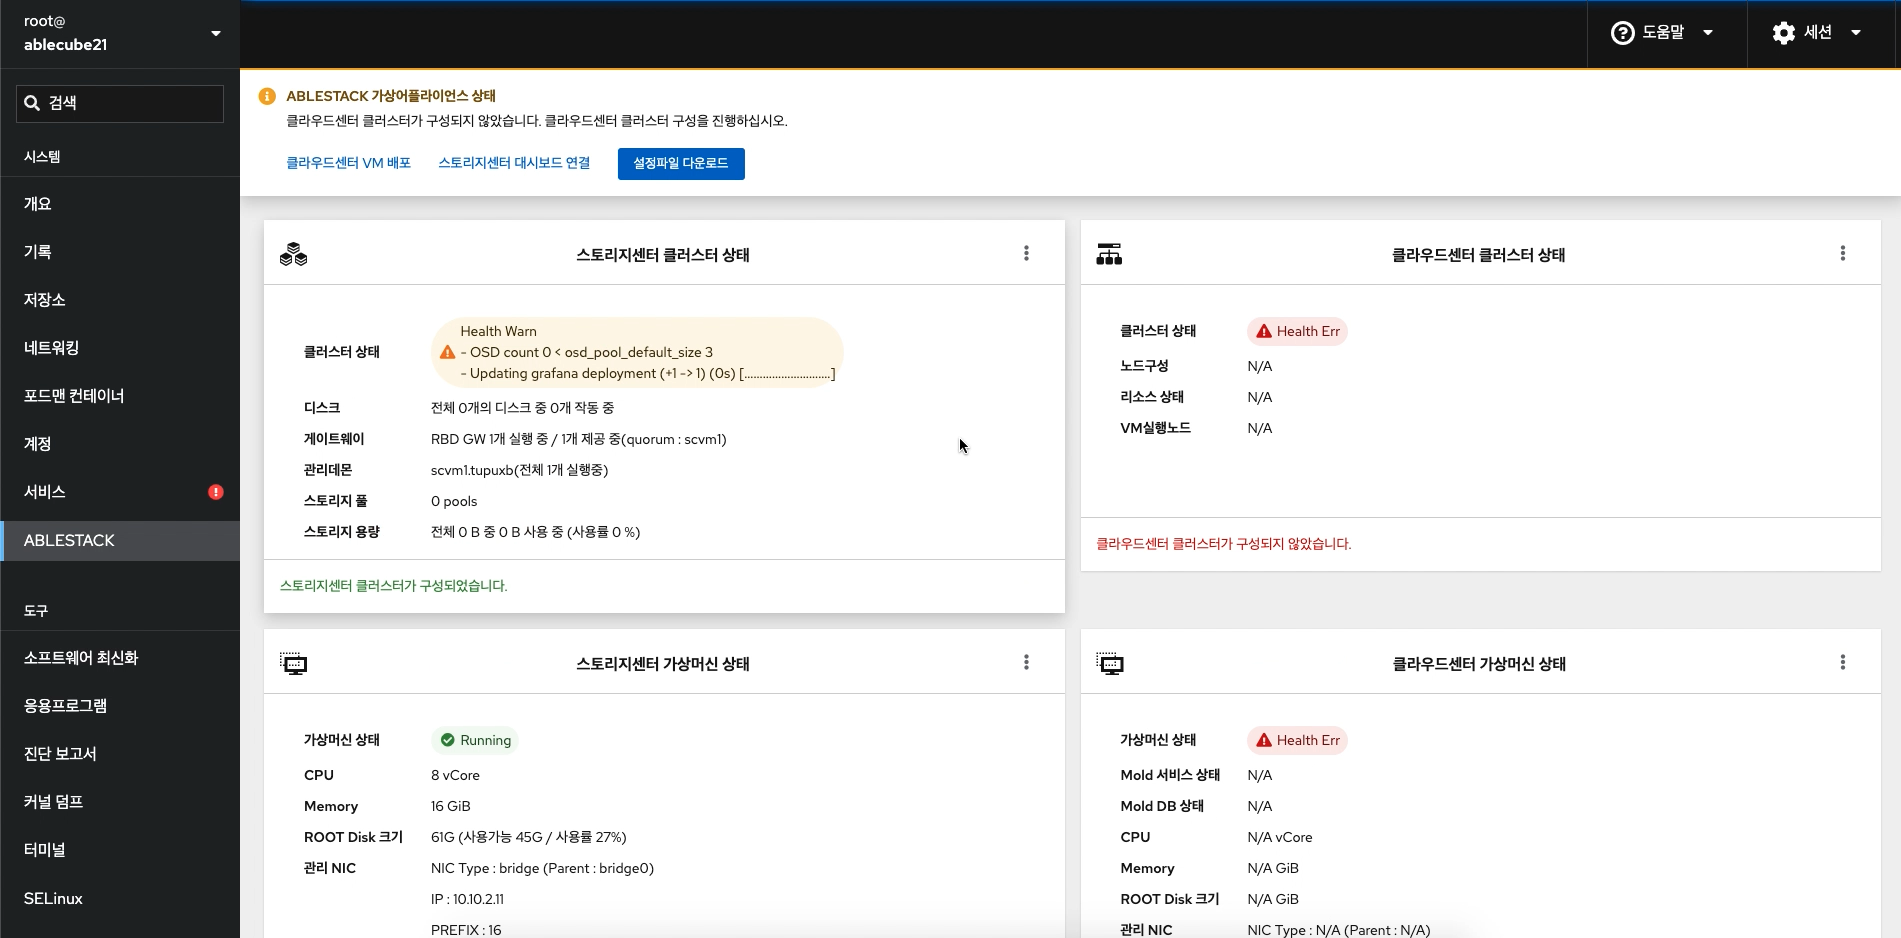 root@
ablecube21
도움말
세션
검색
시스템
개요
기록
저장소
네트워킹
포드맨 컨테이너
계정
서비스
ABLESTACK
도구
소프트웨어 최신화
응용프로그램
진단 보고서
커널 덤프
터미널
SELinux
ABLESTACK 가상어플라이언스 상태
클라우드센터 클러스터가 구성되지 않았습니다. 클라우드센터 클러스터 구성을 진행하십시오.
클라우드센터 VM 배포 스토리지센터 대시보드 연결 설정파일 다운로드
스토리지센터 클러스터 상태
클러스터 상태
Health Warn
- OSD count 0 < osd_pool_default_size 3
- Updating grafana deployment (+1 -> 1) (0s) [............................]
디스크 전체 0개의 디스크 중 0개 작동 중
게이트웨이 RBD GW 1개 실행 중 / 1개 제공 중(quorum : scvm1)
관리데몬 scvm1.tupuxb(전체 1개 실행중)
스토리지 풀 0 pools
스토리지 용량 전체 0 B 중 0 B 사용 중 (사용률 0 %)
스토리지센터 클러스터가 구성되었습니다.
클라우드센터 클러스터 상태
클러스터 상태 Health Err
노드구성 N/A
리소스 상태 N/A
VM실행노드 N/A
클라우드센터 클러스터가 구성되지 않았습니다.
스토리지센터 가상머신 상태
가상머신 상태 Running
CPU 8 vCore
Memory 16 GiB
ROOT Disk 크기 61G (사용가능 45G / 사용률 27%)
관리 NIC NIC Type : bridge (Parent : bridge0)
IP : 10.10.2.11
PREFIX : 16
클라우드센터 가상머신 상태
가상머신 상태 Health Err
Mold 서비스 상태 N/A
Mold DB 상태 N/A
CPU N/A vCore
Memory N/A GiB
ROOT Disk 크기 N/A GiB
관리 NIC NIC Type : N/A (Parent : N/A)